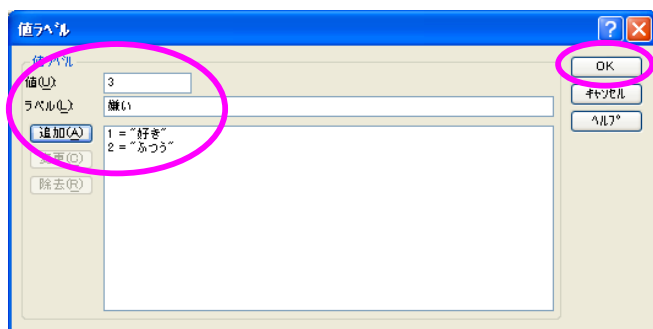 値ラベル
値ラベル
値(U):
3
OK
ラベル(L):
嫌い
キャンセル
追加(A)
1 = "好き"
2 = "ふつう"
ヘルプ
変更(C)
除去(R)